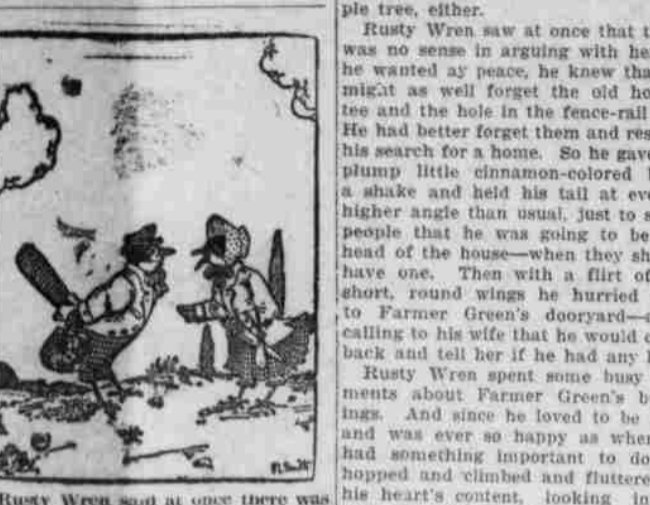 ple tree, either.
Rusty Wren saw at once that t
was no sense in arguing with he
he wanted ay peace, he knew tha
might as well forget the old ho
tee and the hole in the fence-rail
He had better forget them and res
his search for a home. So he gave
plump little cinnamon-colored
a shake and held his tail at eve
higher angle than usual, just to s
people that he was going to be
head of the house—when they sh
have one. Then with a flirt of
short, round wings he hurried
to Farmer Green's dooryard—
calling to his wife that he would c
back and tell her if he had any
Rusty Wren spent some busy
ments about Farmer Green's b
ings. And since he loved to be
and was ever so happy as when
had something important to do
hopped and climbed and fluttere
his heart's content, looking in
Rusty Wren said at once there was